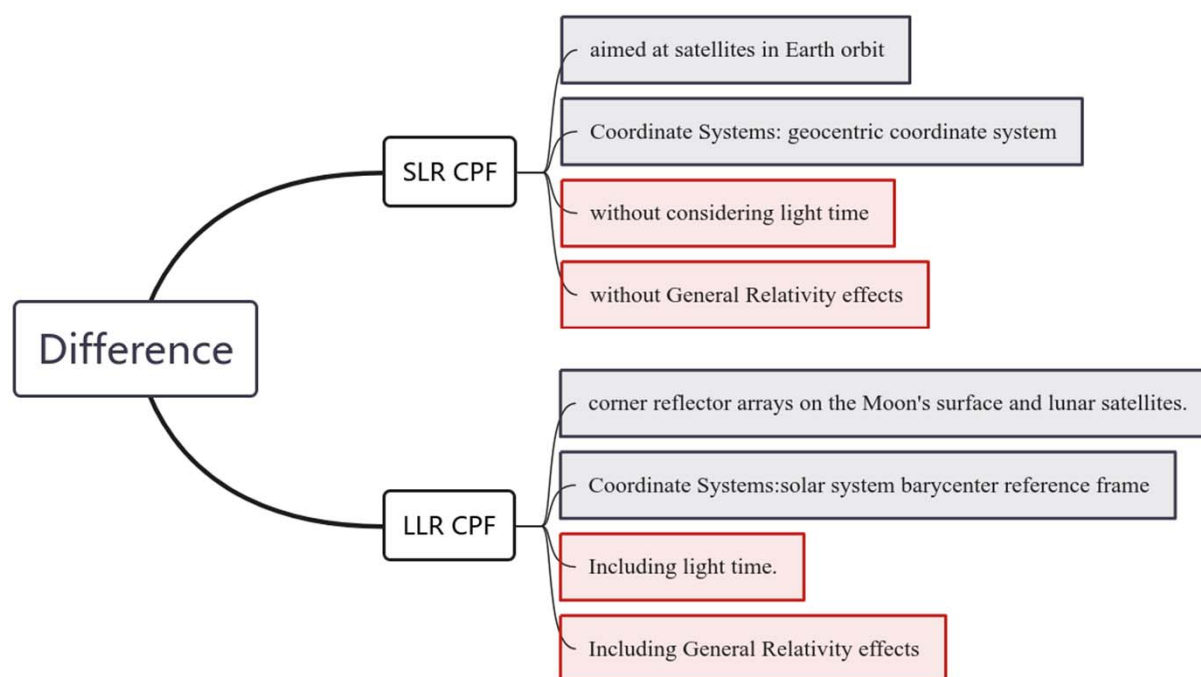 Difference
SLR CPF
aimed at satellites in Earth orbit
Coordinate Systems: geocentric coordinate system
without considering light time
without General Relativity effects
LLR CPF
corner reflector arrays on the Moon's surface and lunar satellites.
Coordinate Systems:solar system barycenter reference frame
Including light time.
Including General Relativity effects